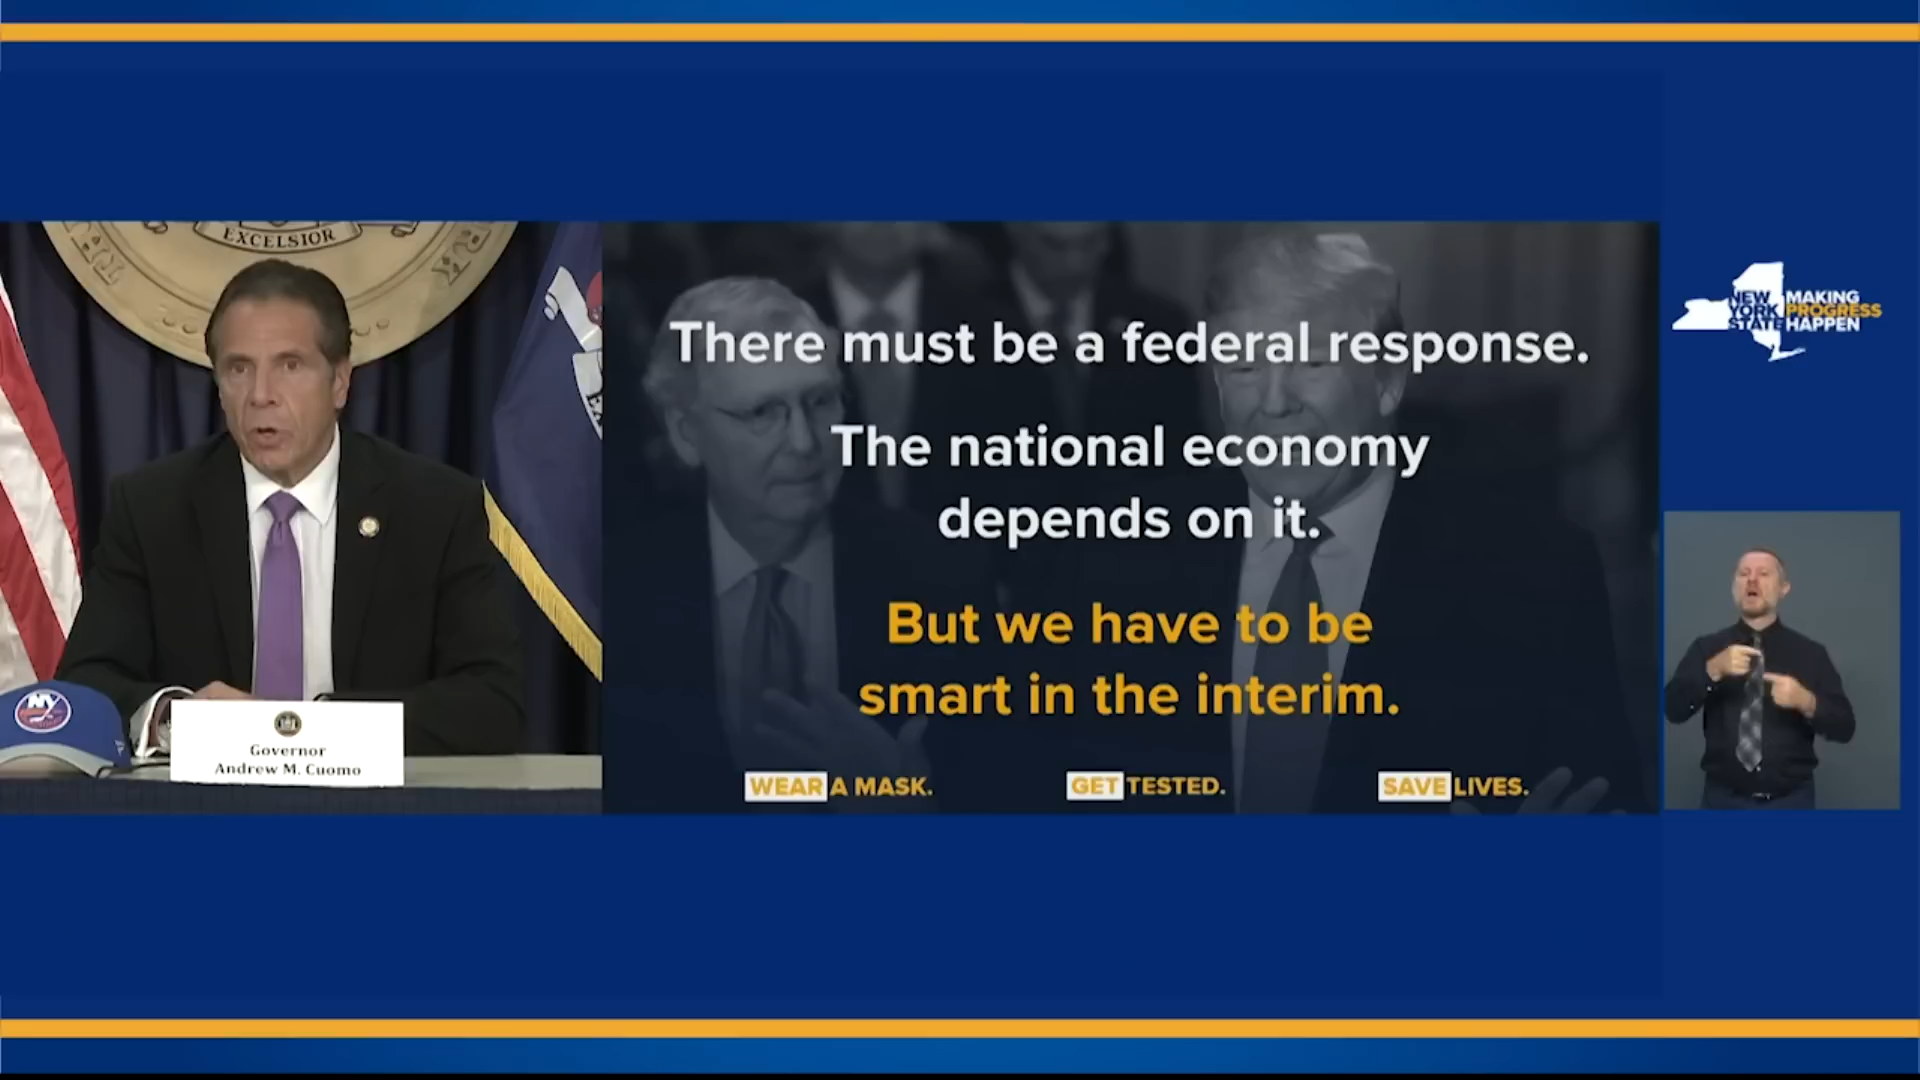 EXCELSIOR
NY
Governor
Andrew M. Cuomo
There must be a federal response.
The national economy
depends on it.
But we have to be
smart in the interim.
WEAR A MASK.
GET TESTED.
SAVE LIVES.
NEW
YORK
STATE
MAKING
PROGRESS
HAPPEN